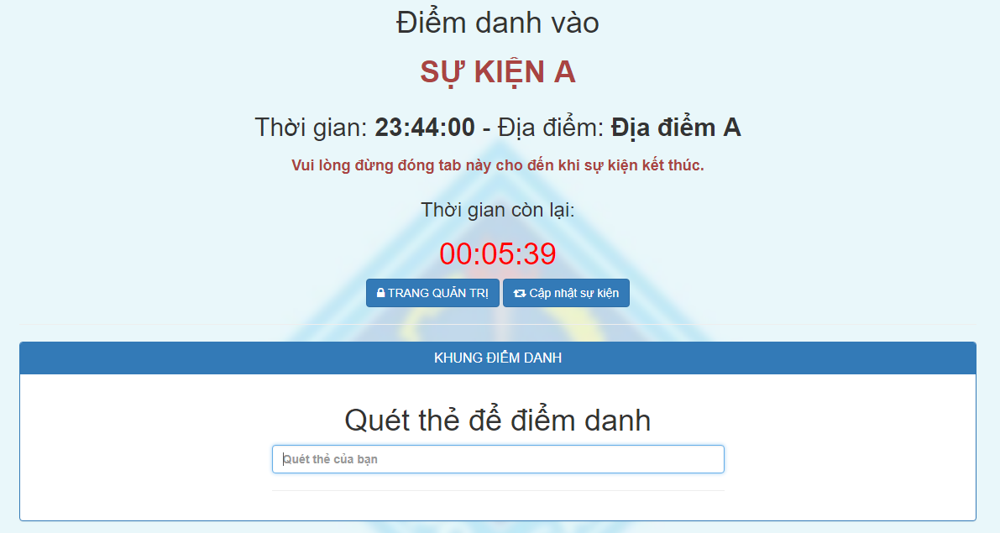 Điểm danh vào
SỰ KIỆN A
Thời gian: 23:44:00 - Địa điểm: Địa điểm A
Vui lòng đừng đóng tab này cho đến khi sự kiện kết thúc.
Thời gian còn lại:
00:05:39
TRANG QUẢN TRỊ Cập nhật sự kiện
KHUNG ĐIỂM DANH
Quét thẻ để điểm danh
Quét thẻ của bạn